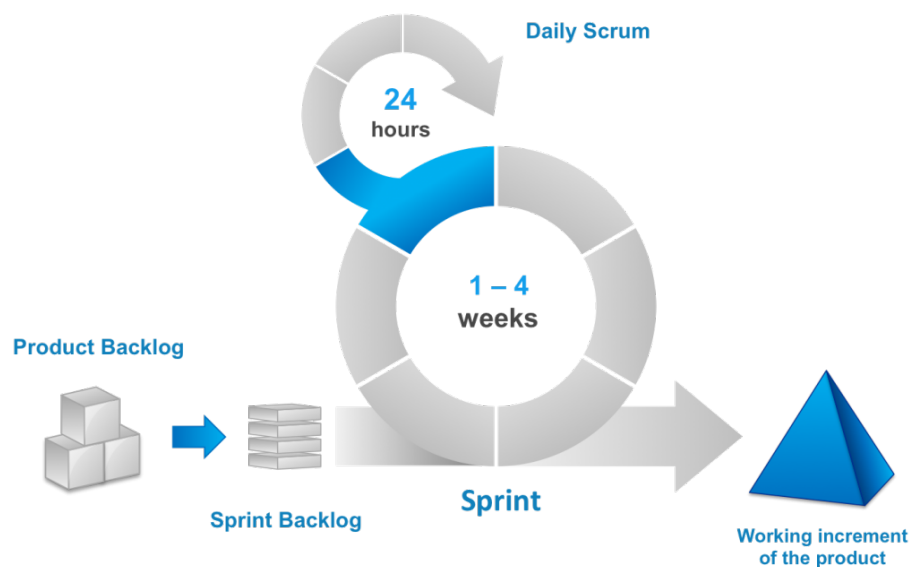 Daily Scrum
24
hours
1 – 4
weeks
Product Backlog
Sprint Backlog
Sprint
Working increment
of the product